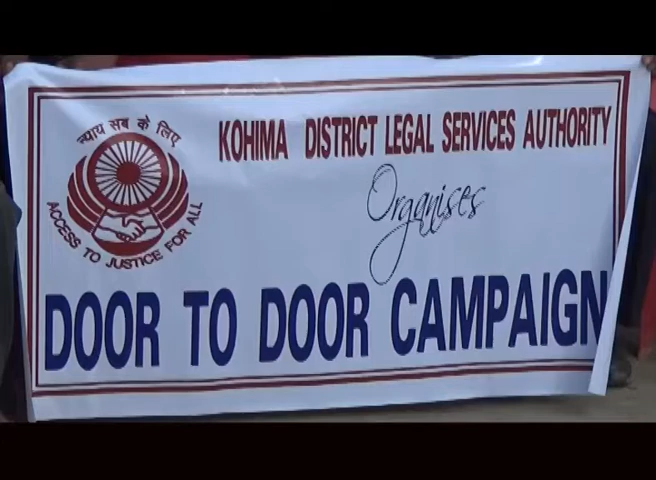 न्याय सब के लिए
ACCESS TO JUSTICE FOR ALL
KOHIMA DISTRICT LEGAL SERVICES AUTHORITY
Organises
DOOR TO DOOR CAMPAIGN